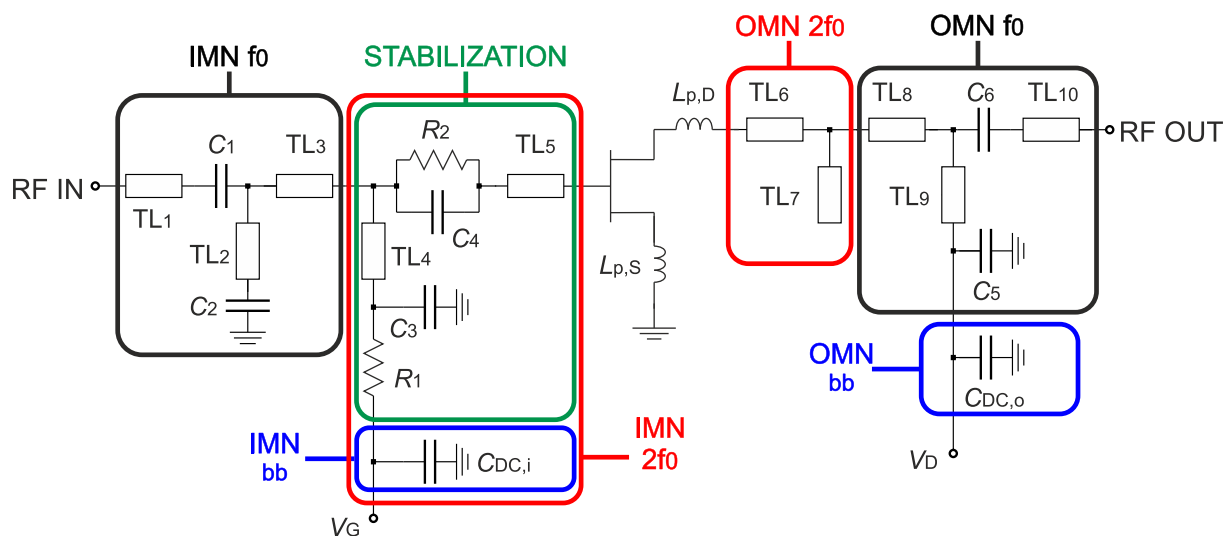 IMN f0
STABILIZATION
OMN 2f0
OMN f0
Lp,D
TL6
TL8
C6
TL10
R2
C1
TL3
TL5
RF OUT
RF IN
TL1
TL7
TL9
C4
TL2
TL4
Lp,S
C2
C3
C5
R1
OMN
bb
CDC,o
IMN
bb
CDC,i
IMN
2f0
VD
VG